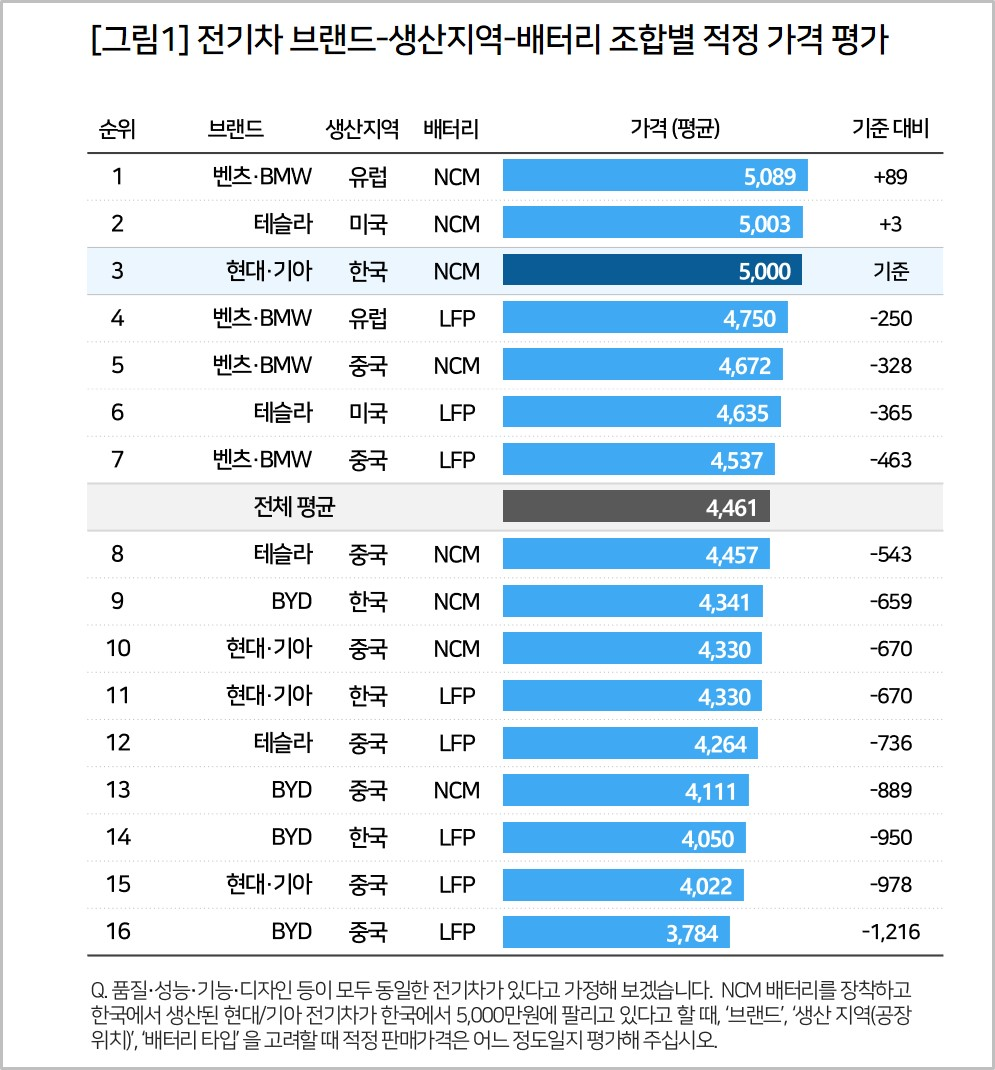 [그림1] 전기차 브랜드-생산지역-배터리 조합별 적정 가격 평가
순위 브랜드 생산지역 배터리 가격 (평균) 기준 대비
1 벤츠·BMW 유럽 NCM 5,089 +89
2 테슬라 미국 NCM 5,003 +3
3 현대·기아 한국 NCM 5,000 기준
4 벤츠·BMW 유럽 LFP 4,750 -250
5 벤츠·BMW 중국 NCM 4,672 -328
6 테슬라 미국 LFP 4,635 -365
7 벤츠·BMW 중국 LFP 4,537 -463
전체 평균 4,461
8 테슬라 중국 NCM 4,457 -543
9 BYD 한국 NCM 4,341 -659
10 현대·기아 중국 NCM 4,330 -670
11 현대·기아 한국 LFP 4,330 -670
12 테슬라 중국 LFP 4,264 -736
13 BYD 중국 NCM 4,111 -889
14 BYD 한국 LFP 4,050 -950
15 현대·기아 중국 LFP 4,022 -978
16 BYD 중국 LFP 3,784 -1,216
Q. 품질·성능·기능·디자인 등이 모두 동일한 전기차가 있다고 가정해 보겠습니다. NCM 배터리를 장착하고
한국에서 생산된 현대/기아 전기차가 한국에서 5,000만원에 팔리고 있다고 할 때, ‘브랜드’, ‘생산 지역(공장
위치)’, ‘배터리 타입’ 을 고려할 때 적정 판매가격은 어느 정도일지 평가해 주십시오.